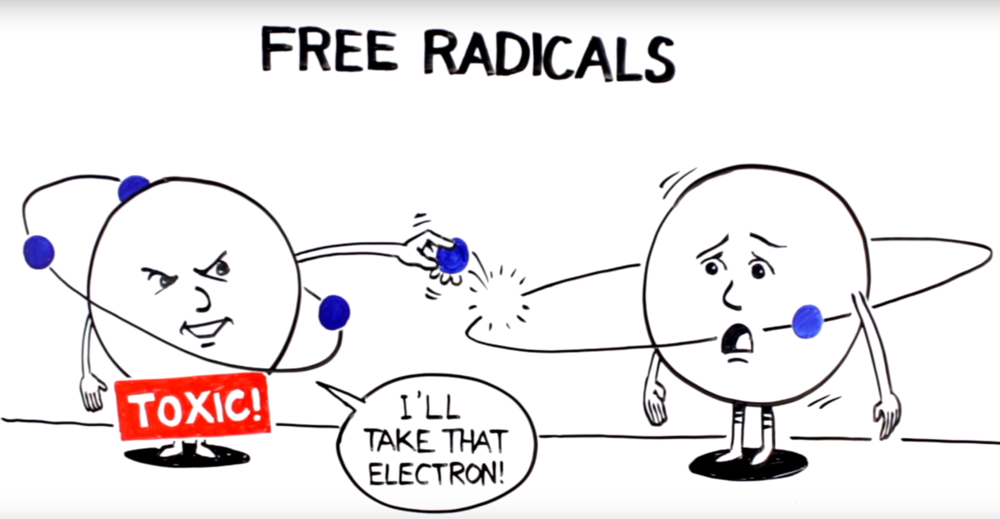 FREE RADICALS
TOXIC!
I'LL
TAKE THAT
ELECTRON!